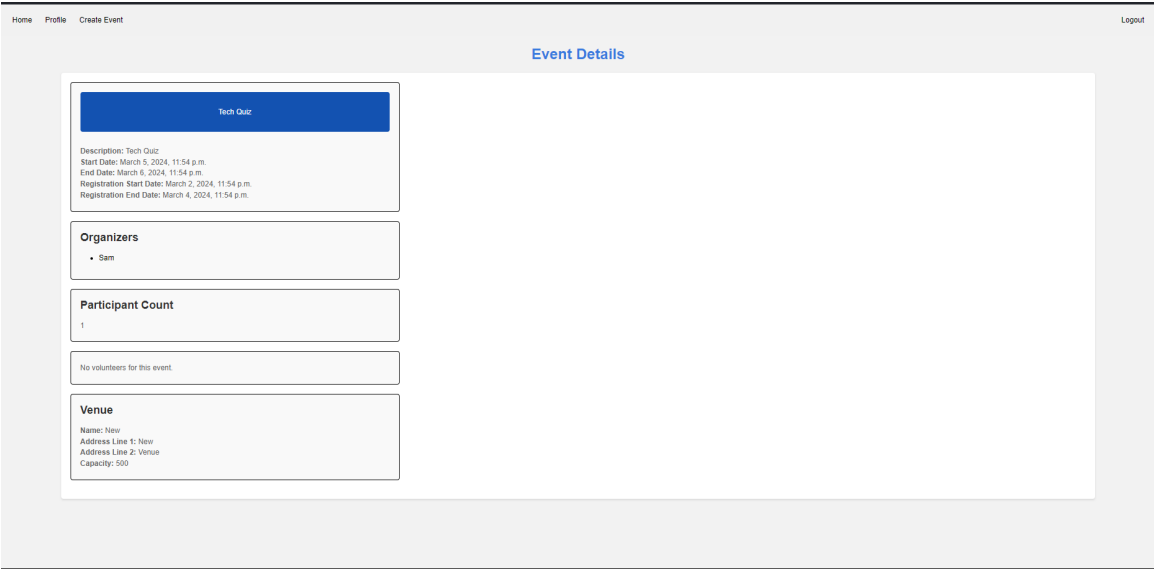 Home Profile Create Event Logout
Event Details
Tech Quiz
Description: Tech Quiz
Start Date: March 5, 2024, 11:54 p.m.
End Date: March 6, 2024, 11:54 p.m.
Registration Start Date: March 2, 2024, 11:54 p.m.
Registration End Date: March 4, 2024, 11:54 p.m.
Organizers
• Sam
Participant Count
1
No volunteers for this event.
Venue
Name: New
Address Line 1: New
Address Line 2: Venue
Capacity: 500